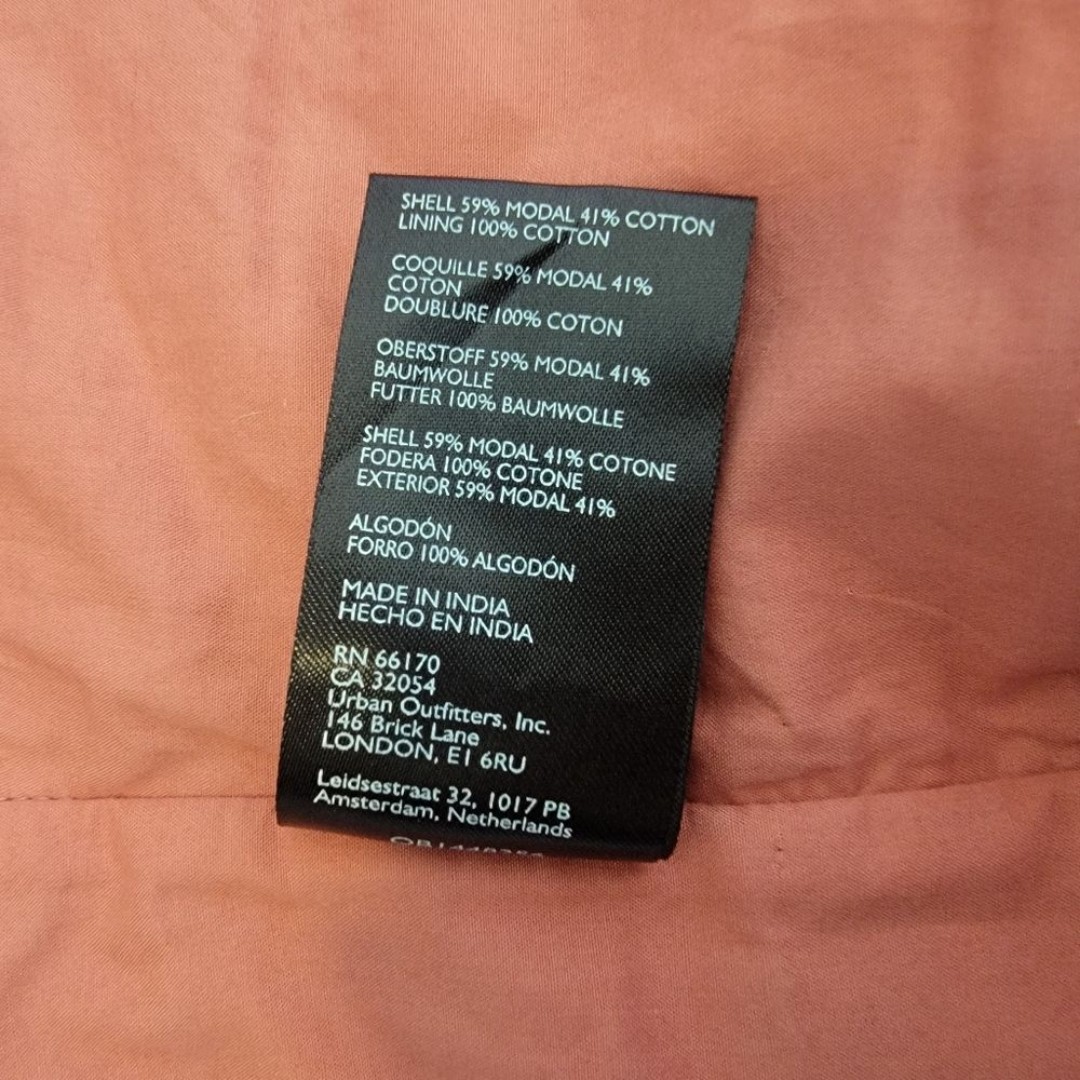 SHELL 59% MODAL 41% COTTON
LINING 100% COTTON
COQUILLE 59% MODAL 41%
COTON
DOUBLURE 100% COTON
OBERSTOFF 59% MODAL 41%
BAUMWOLLE
FUTTER 100% BAUMWOLLE
SHELL 59% MODAL 41% COTONE
FODERA 100% COTONE
EXTERIOR 59% MODAL 41%
ALGODÓN
FORRO 100% ALGODÓN
MADE IN INDIA
HECHO EN INDIA
RN 66170
CA 32054
Urban Outfitters, Inc.
146 Brick Lane
LONDON, E1 6RU
Leidsestraat 32, 1017 PB
Amsterdam, Netherlands